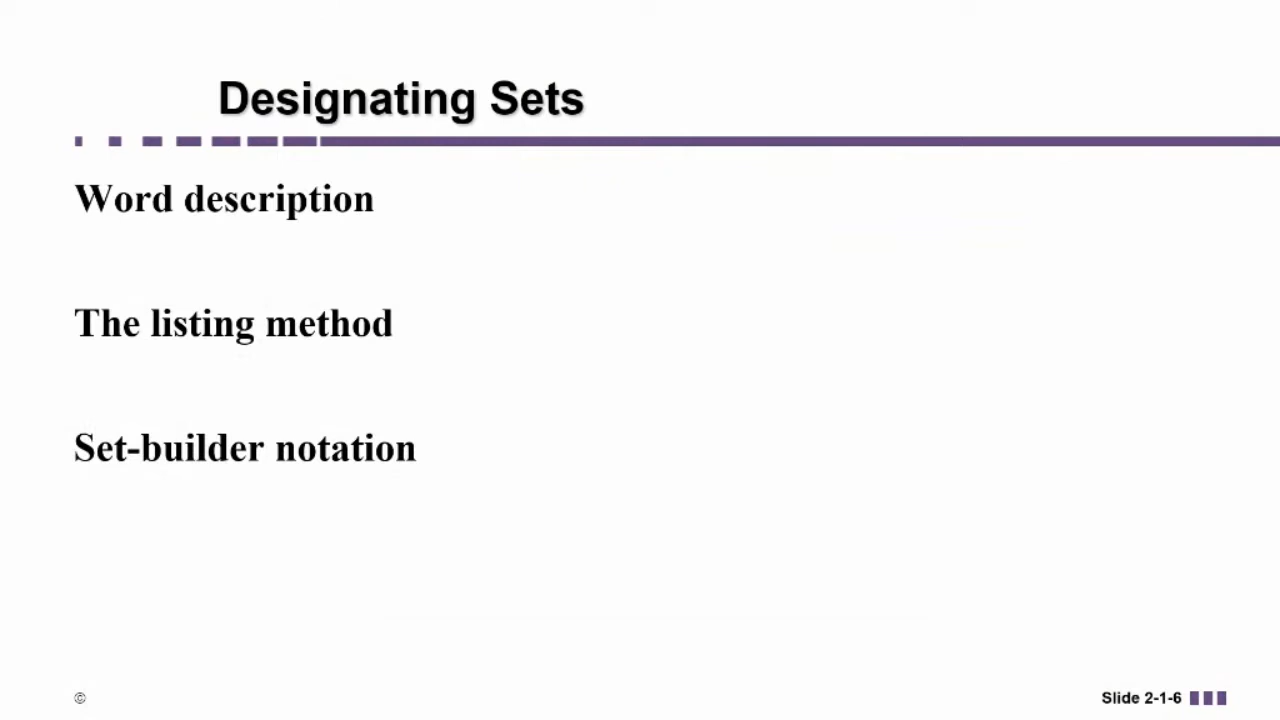 Designating Sets
Word description
The listing method
Set-builder notation
©
Slide 2-1-6